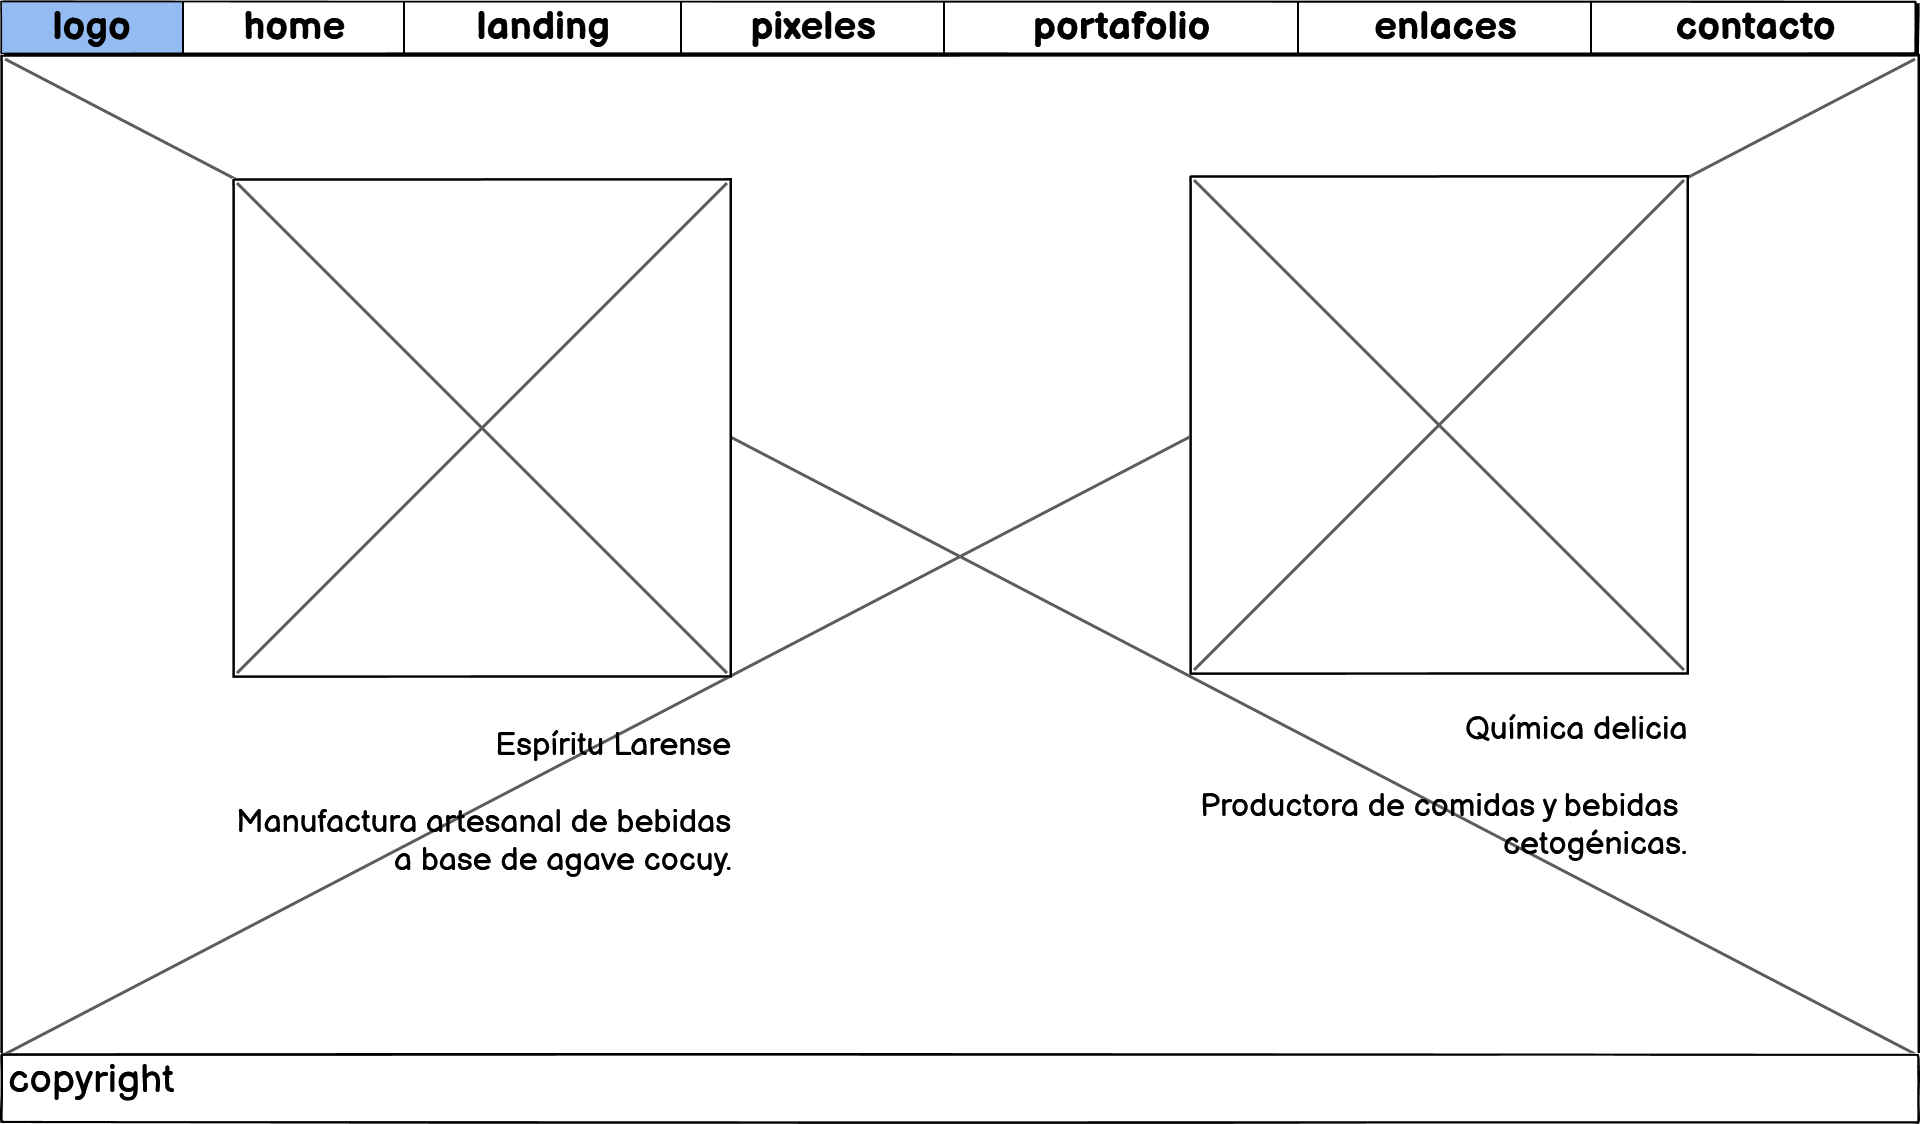 logo home landing pixeles portafolio enlaces contacto
Espíritu Larense
Manufactura artesanal de bebidas
a base de agave cocuy.
Química delicia
Productora de comidas y bebidas
cetogénicas.
copyright